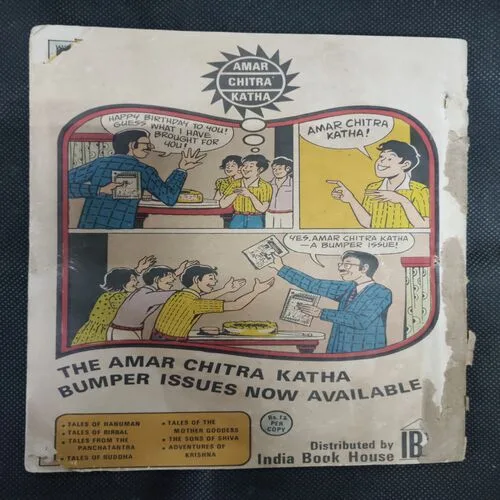 AMAR
CHITRA
KATHA
HAPPY BIRTHDAY TO YOU!
GUESS WHAT I HAVE
BROUGHT FOR
YOU!
AMAR CHITRA
KATHA!
YES, AMAR CHITRA KATHA
—A BUMPER ISSUE!
THE AMAR CHITRA KATHA
BUMPER ISSUES NOW AVAILABLE
• TALES OF HANUMAN
• TALES OF BIRBAL
• TALES FROM THE
PANCHATANTRA
• TALES OF BUDDHA
• TALES OF THE
MOTHER GODDESS
• THE SONS OF SHIVA
• ADVENTURES OF
KRISHNA
PER
COPY
Distributed by
India Book House
IB